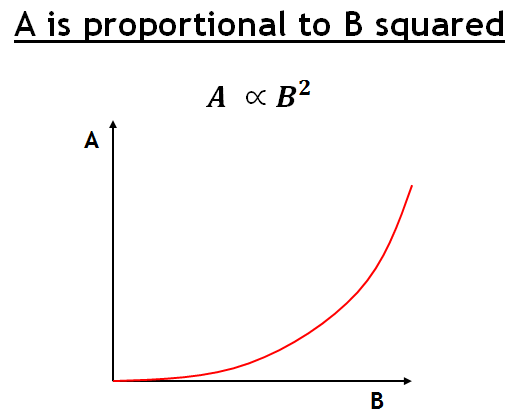 A is proportional to B squared
A ∝ B²
A
B